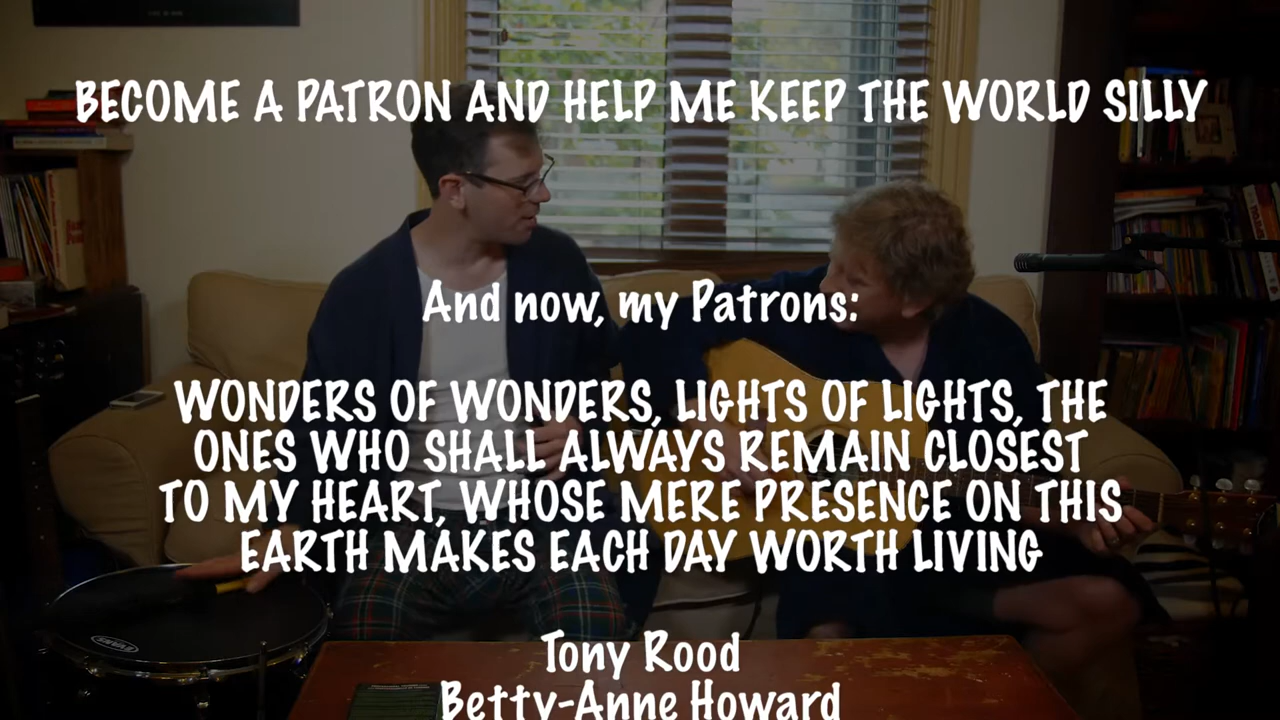 BECOME A PATRON AND HELP ME KEEP THE WORLD SILLY
And now, my Patrons:
WONDERS OF WONDERS, LIGHTS OF LIGHTS, THE
ONES WHO SHALL ALWAYS REMAIN CLOSEST
TO MY HEART, WHOSE MERE PRESENCE ON THIS
EARTH MAKES EACH DAY WORTH LIVING
EVANS
Tony Rood
Betty-Anne Howard